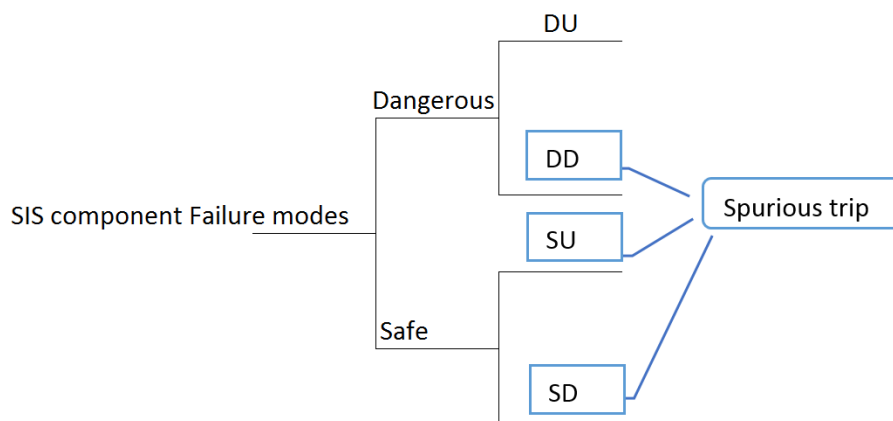 DU
Dangerous
DD
Spurious trip
SIS component Failure modes
SU
Safe
SD